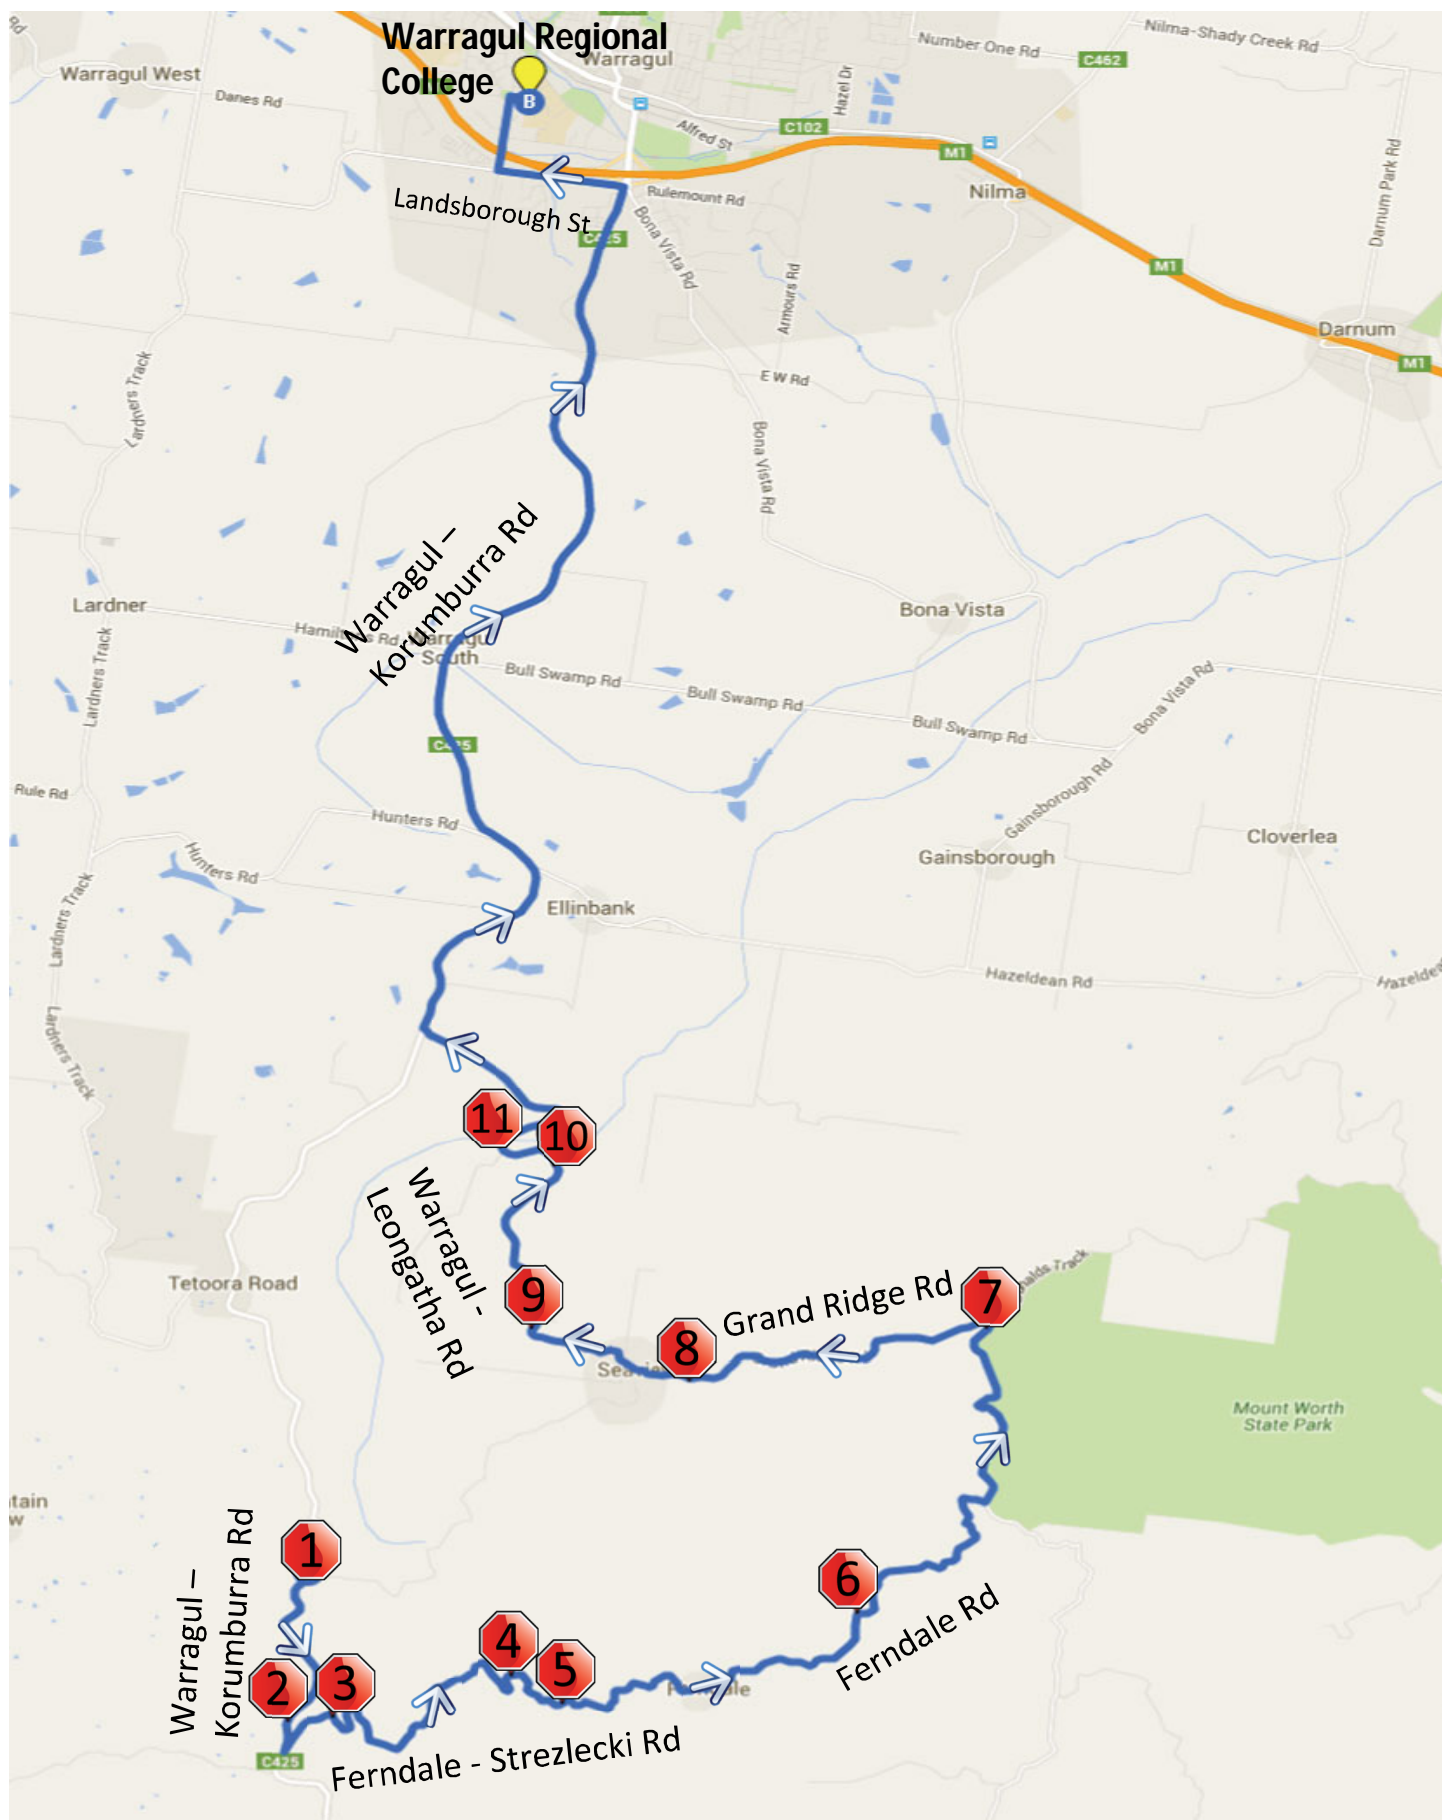 Rd
Warragul Regional
College
Warragul
Warragul West
Danes Rd
Number One Rd
C462
Nilma-Shady Creek Rd
Hazel Dr
B
Alfred St
C102
M1
Nilma
Darnum Park Rd
Landsborough St
Rulemount Rd
Bona Vista Rd
C425
Armours Rd
M1
Darnum
M1
Lardners Track
E W Rd
Bona Vista Rd
Warragul –
Korumburra Rd
Lardner
Bona Vista
South
Bull Swamp Rd
Bull Swamp Rd
Bull Swamp Rd
Bona Vista Rd
Lardners Track
C425
Rule Rd
Hunters Rd
Gainsborough Rd
Cloverlea
Hunters Rd
Gainsborough
Lardners Track
Ellinbank
Hazeldean Rd
Lardners Track
11
10
Warragul -
Leongatha Rd
Tetoora Road
9
8
Grand Ridge Rd
7
Mount Worth
State Park
1
Warragul –
Korumburra Rd
2
3
4
5
6
Ferndale Rd
C425
Ferndale - Strezlecki Rd